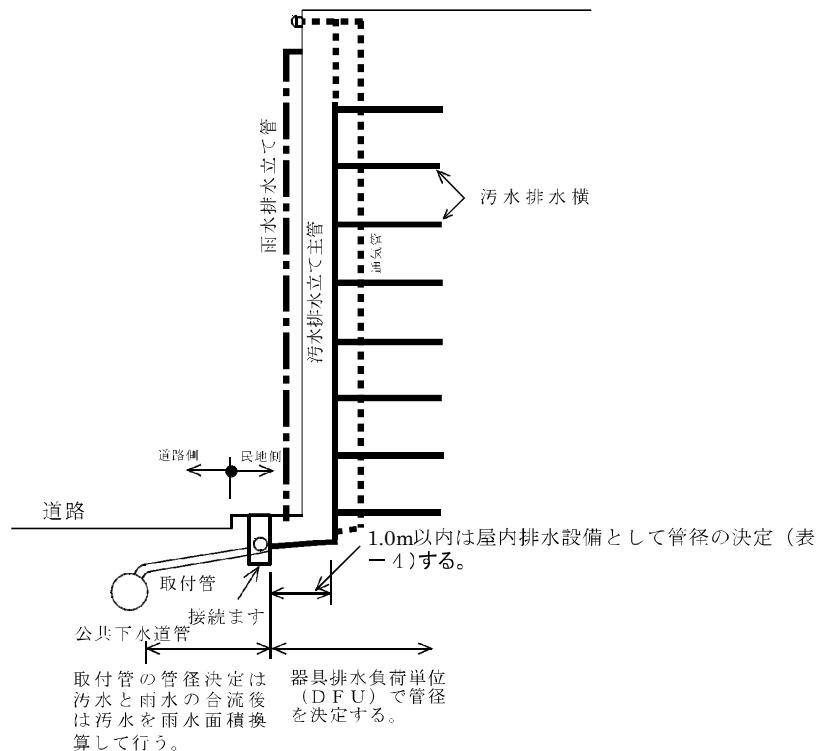 雨水排水立て管
汚水排水立て主管
通気管
汚水排水横
道路側
民地側
道路
1.0m以内は屋内排水設備として管径の決定（表
－4）する。
取付管
接続ます
公共下水道管
取付管の管径決定は
汚水と雨水の合流後
は汚水を雨水面積換
算して行う。
器具排水負荷単位
（ＤＦＵ）で管径
を決定する。